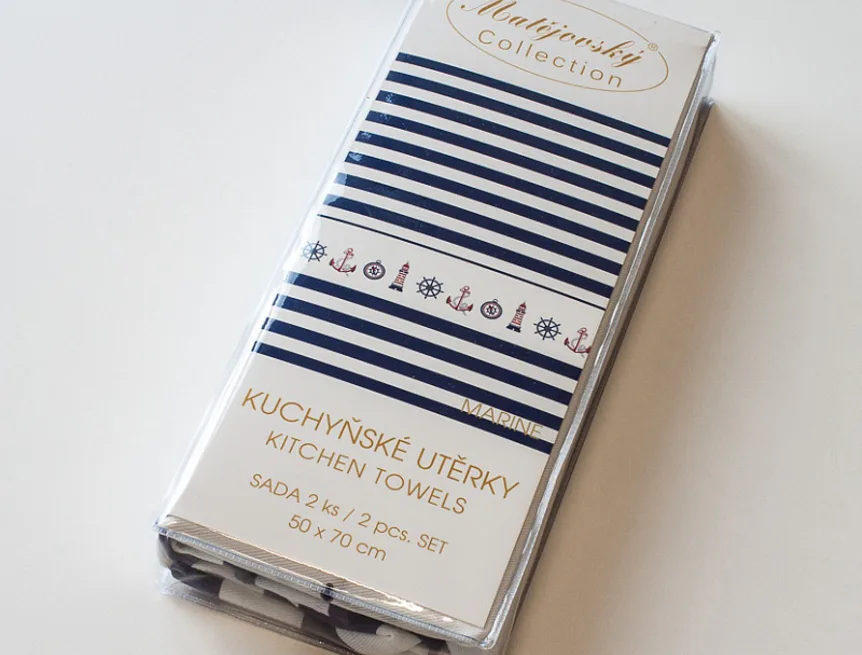 Matějovský®
Collection
MARINE
KUCHYŇSKÉ UTĚRKY
KITCHEN TOWELS
SADA 2 ks / 2 pcs. SET
50 x 70 cm